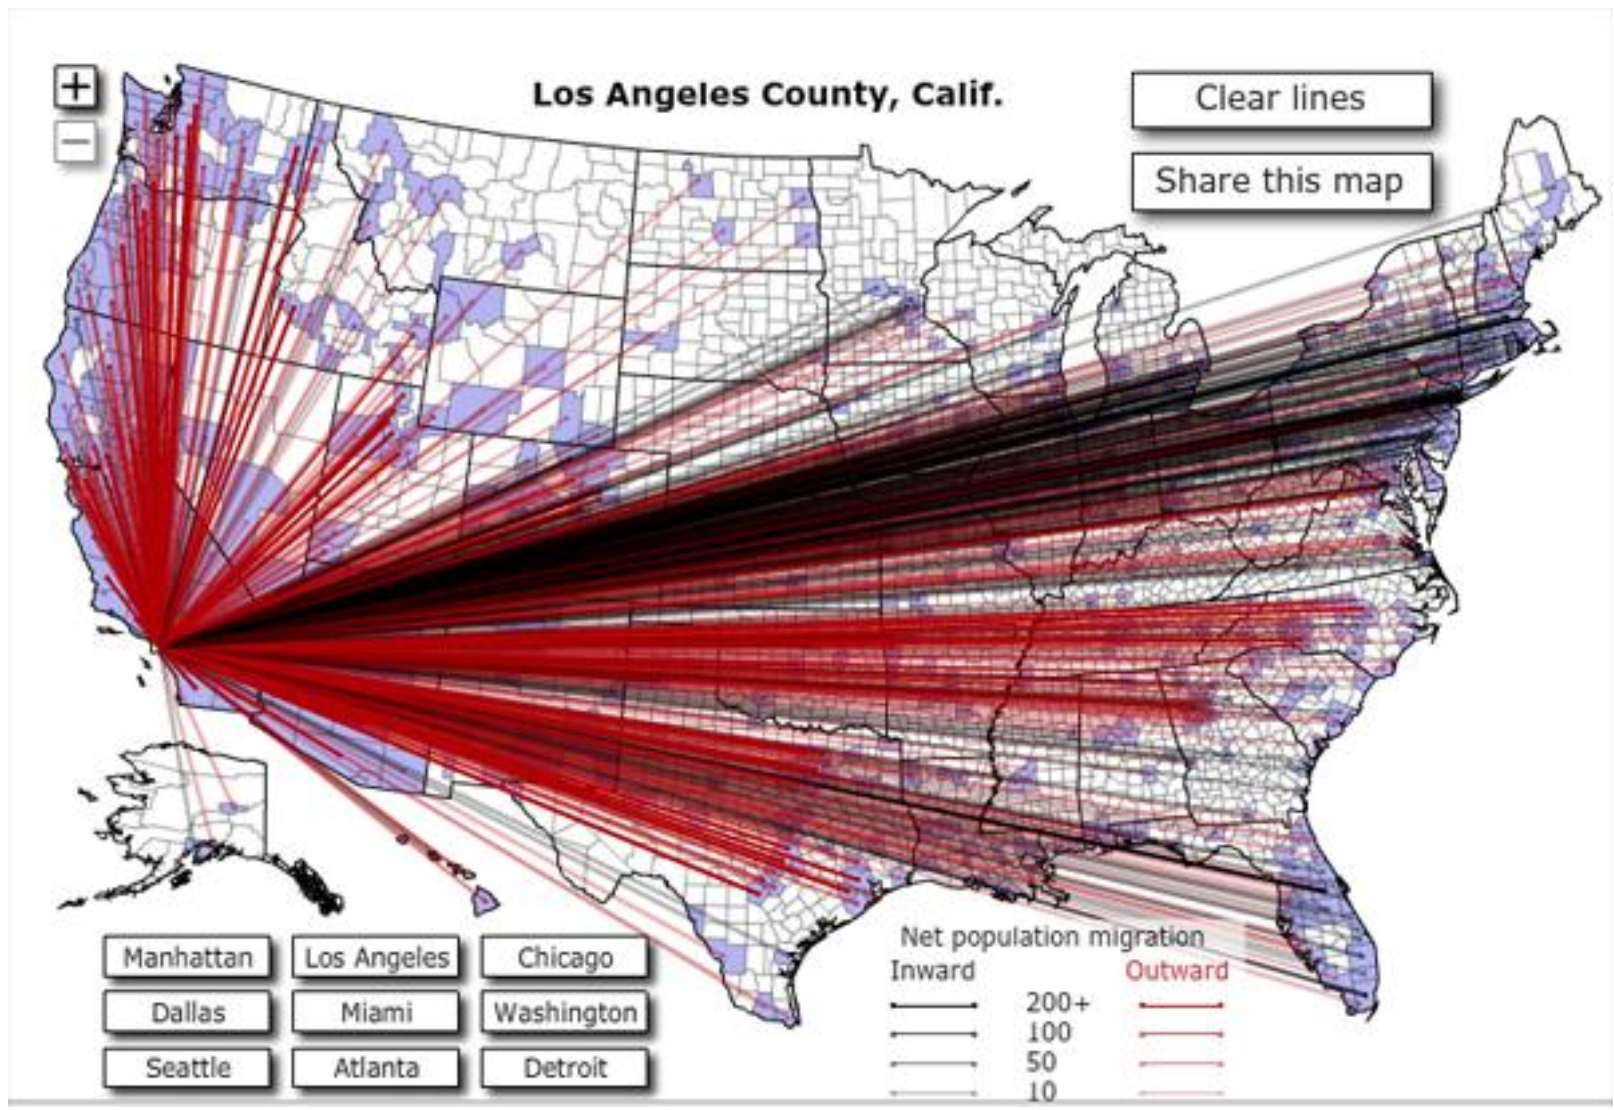 +
−
Los Angeles County, Calif.
Clear lines
Share this map
Manhattan
Los Angeles
Chicago
Dallas
Miami
Washington
Seattle
Atlanta
Detroit
Net population migration
Inward
Outward
200+
100
50
10